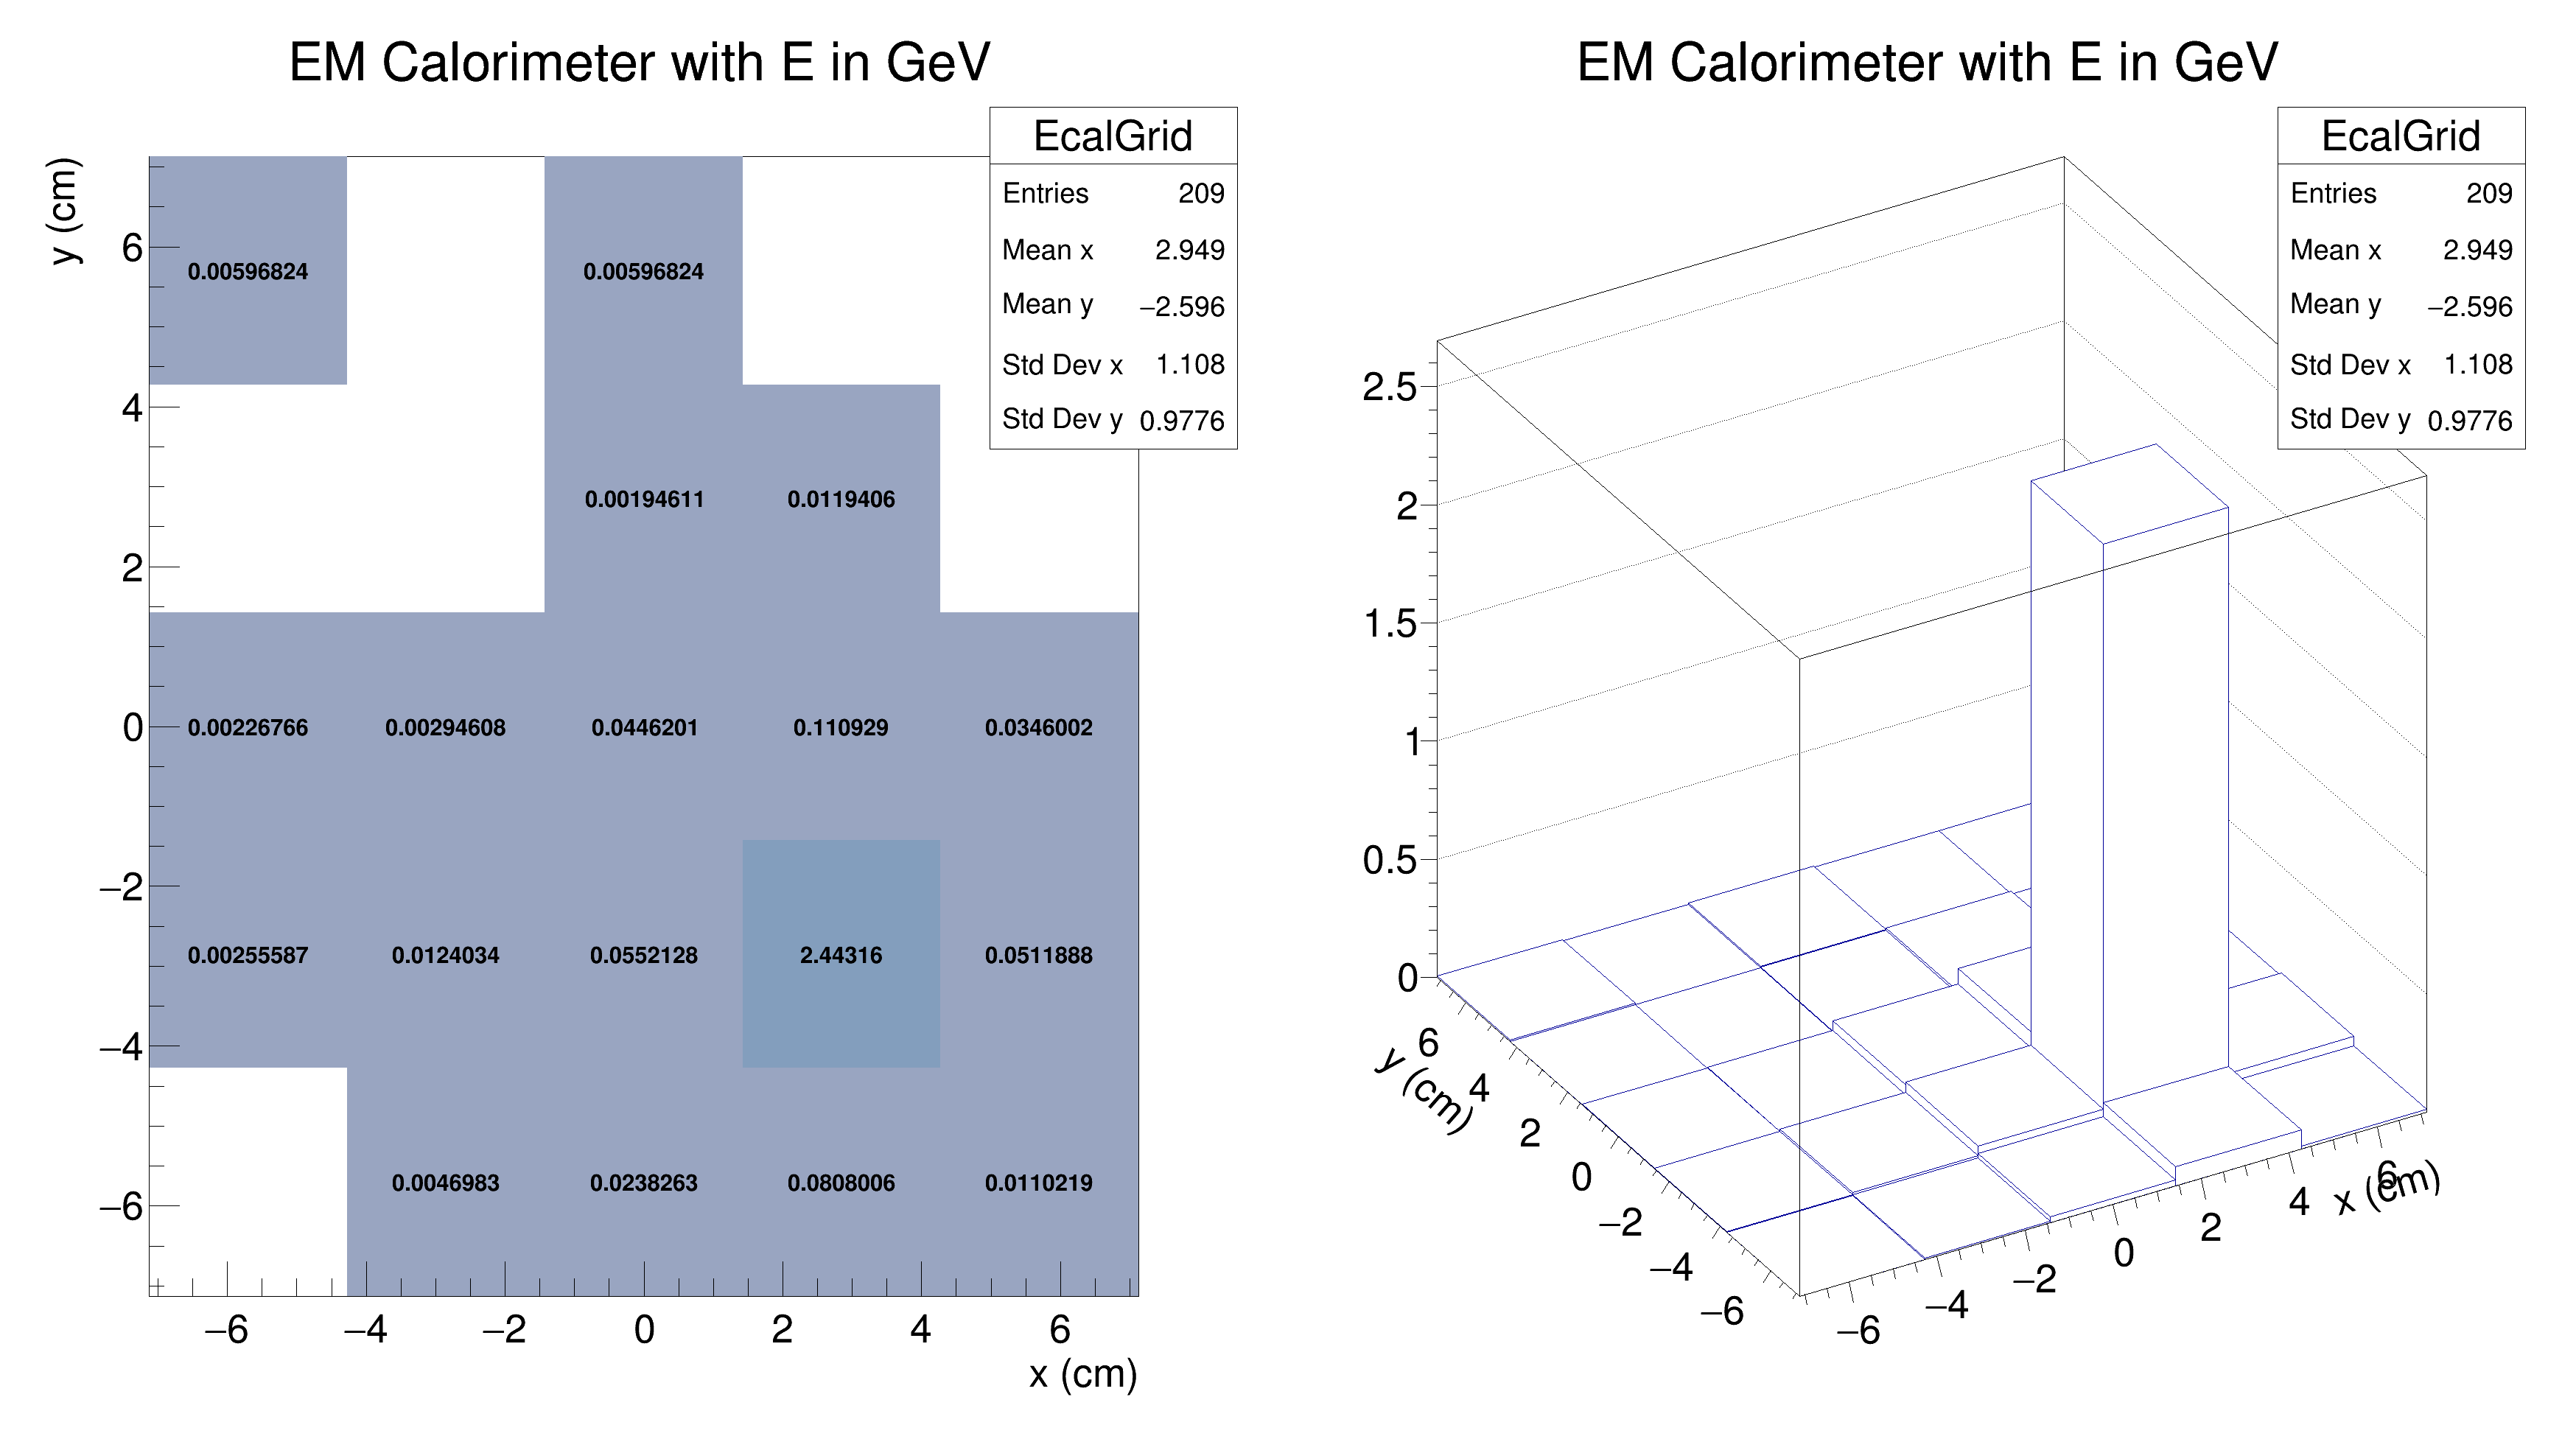 EM Calorimeter with E in GeV
EcalGrid
Entries 209
Mean x 2.949
Mean y −2.596
Std Dev x 1.108
Std Dev y 0.9776
y (cm)
6
4
2
0
−2
−4
−6
0.00596824 0.00596824
0.00194611 0.0119406
0.00226766 0.00294608 0.0446201 0.110929 0.0346002
0.00255587 0.0124034 0.0552128 2.44316 0.0511888
0.0046983 0.0238263 0.0808006 0.0110219
−6 −4 −2 0 2 4 6
x (cm)
EM Calorimeter with E in GeV
EcalGrid
Entries 209
Mean x 2.949
Mean y −2.596
Std Dev x 1.108
Std Dev y 0.9776
2.5
2
1.5
1
0.5
0
y (cm)
6
4
2
0
−2
−4
−6
−6 −4 −2 0 2 4 6
x (cm)